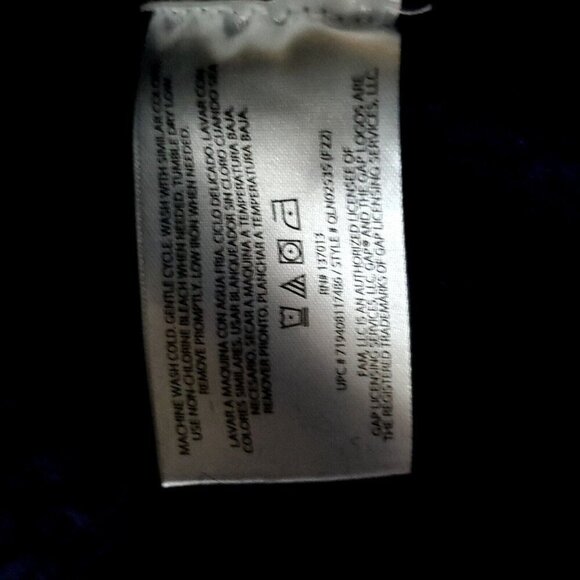 MACHINE WASH COLD. GENTLE CYCLE. WASH WITH SIMILAR COLORS.
USE NON-CHLORINE BLEACH WHEN NEEDED. TUMBLE DRY LOW.
REMOVE PROMPTLY. LOW IRON WHEN NEEDED.
LAVAR A MAQUINA CON AGUA FRIA, CICLO DELICADO. LAVAR CON
COLORES SIMILARES. USAR BLANQUEADOR SIN CLORO CUANDO SEA
NECESARIO. SECAR A MAQUINA A TEMPERATURA BAJA.
REMOVER PRONTO. PLANCHAR A TEMPERATURA BAJA.
RN# 137013
UPC # 719408117486 / STYLE # QLN02535 (F22)
FAM, LLC IS AN AUTHORIZED LICENSEE OF
GAP LICENSING SERVICES, LLC. GAP® AND THE GAP LOGOS ARE
THE REGISTERED TRADEMARKS OF GAP LICENSING SERVICES, LLC.